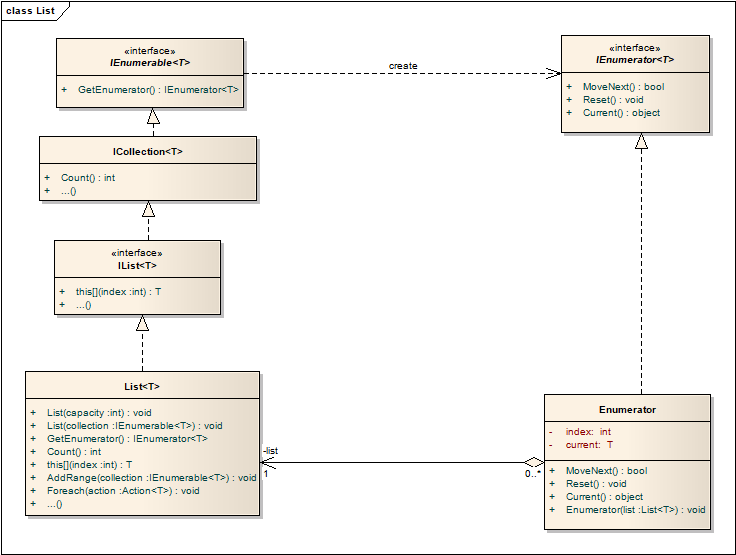 class List
«interface»
IEnumerable<T>
+ GetEnumerator() : IEnumerator<T>
create
«interface»
IEnumerator<T>
+ MoveNext() : bool
+ Reset() : void
+ Current() : object
ICollection<T>
+ Count() : int
+ ...()
«interface»
IList<T>
+ this[](index :int) : T
+ ...()
List<T>
+ List(capacity :int) : void
+ List(collection :IEnumerable<T>) : void
+ GetEnumerator() : IEnumerator<T>
+ Count() : int
+ this[](index :int) : T
+ AddRange(collection :IEnumerable<T>) : void
+ Foreach(action :Action<T>) : void
+ ...()
-list
1
0..*
Enumerator
- index: int
- current: T
+ MoveNext() : bool
+ Reset() : void
+ Current() : object
+ Enumerator(list :List<T>) : void